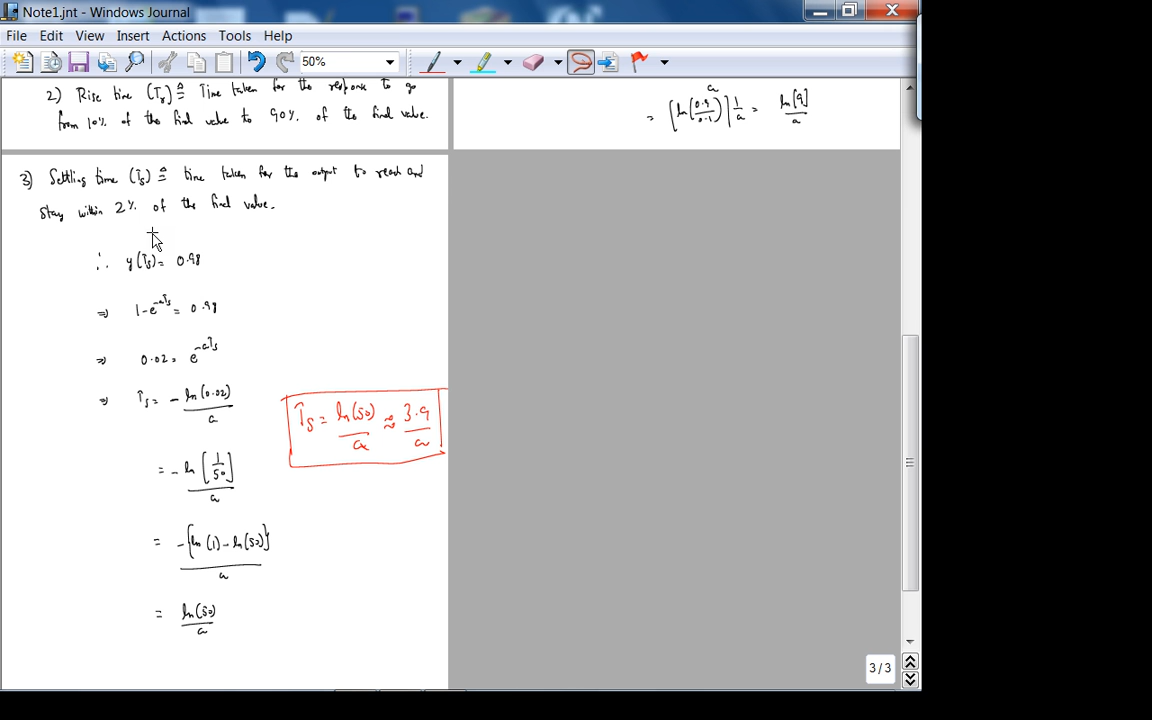 Note1.jnt - Windows Journal
File Edit View Insert Actions Tools Help
50%
2) Rise time (Tr) ≜ Time taken for the response to go
from 10% of the final value to 90% of the final value.
a
= [ln(0.9/0.1)] 1/a = ln[9]/a
3) Settling time (Ts) ≜ time taken for the output to reach and
stay within 2% of the final value.
∴ y(Ts) = 0.98
⇒ 1-e^{-aTs} = 0.98
⇒ 0.02 = e^{-aTs}
⇒ Ts = -ln(0.02)/a
Ts = ln(50)/a ≈ 3.9/a
= -ln[1/50]/a
= -{ln(1)-ln(50)}/a
= ln(50)/a
3/3